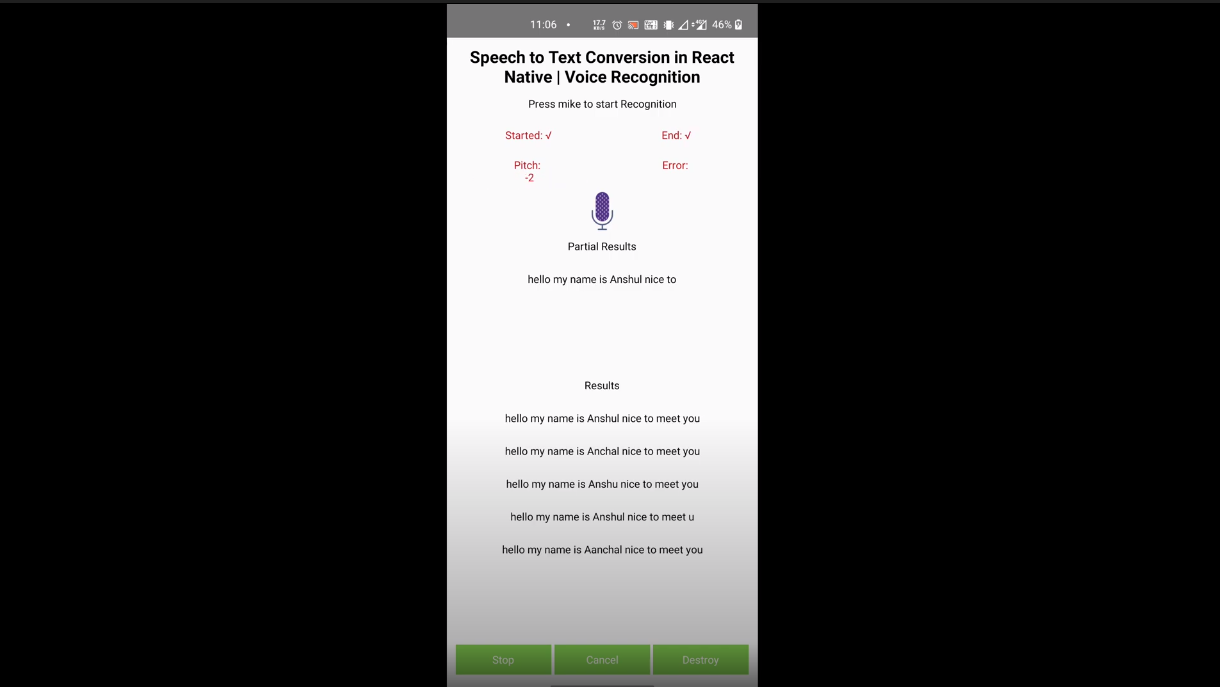 11:06
17.7
KB/S
46%
Speech to Text Conversion in React
Native | Voice Recognition
Press mike to start Recognition
Started: √
End: √
Pitch:
-2
Error:
Partial Results
hello my name is Anshul nice to
Results
hello my name is Anshul nice to meet you
hello my name is Anchal nice to meet you
hello my name is Anshu nice to meet you
hello my name is Anshul nice to meet u
hello my name is Aanchal nice to meet you
Stop
Cancel
Destroy